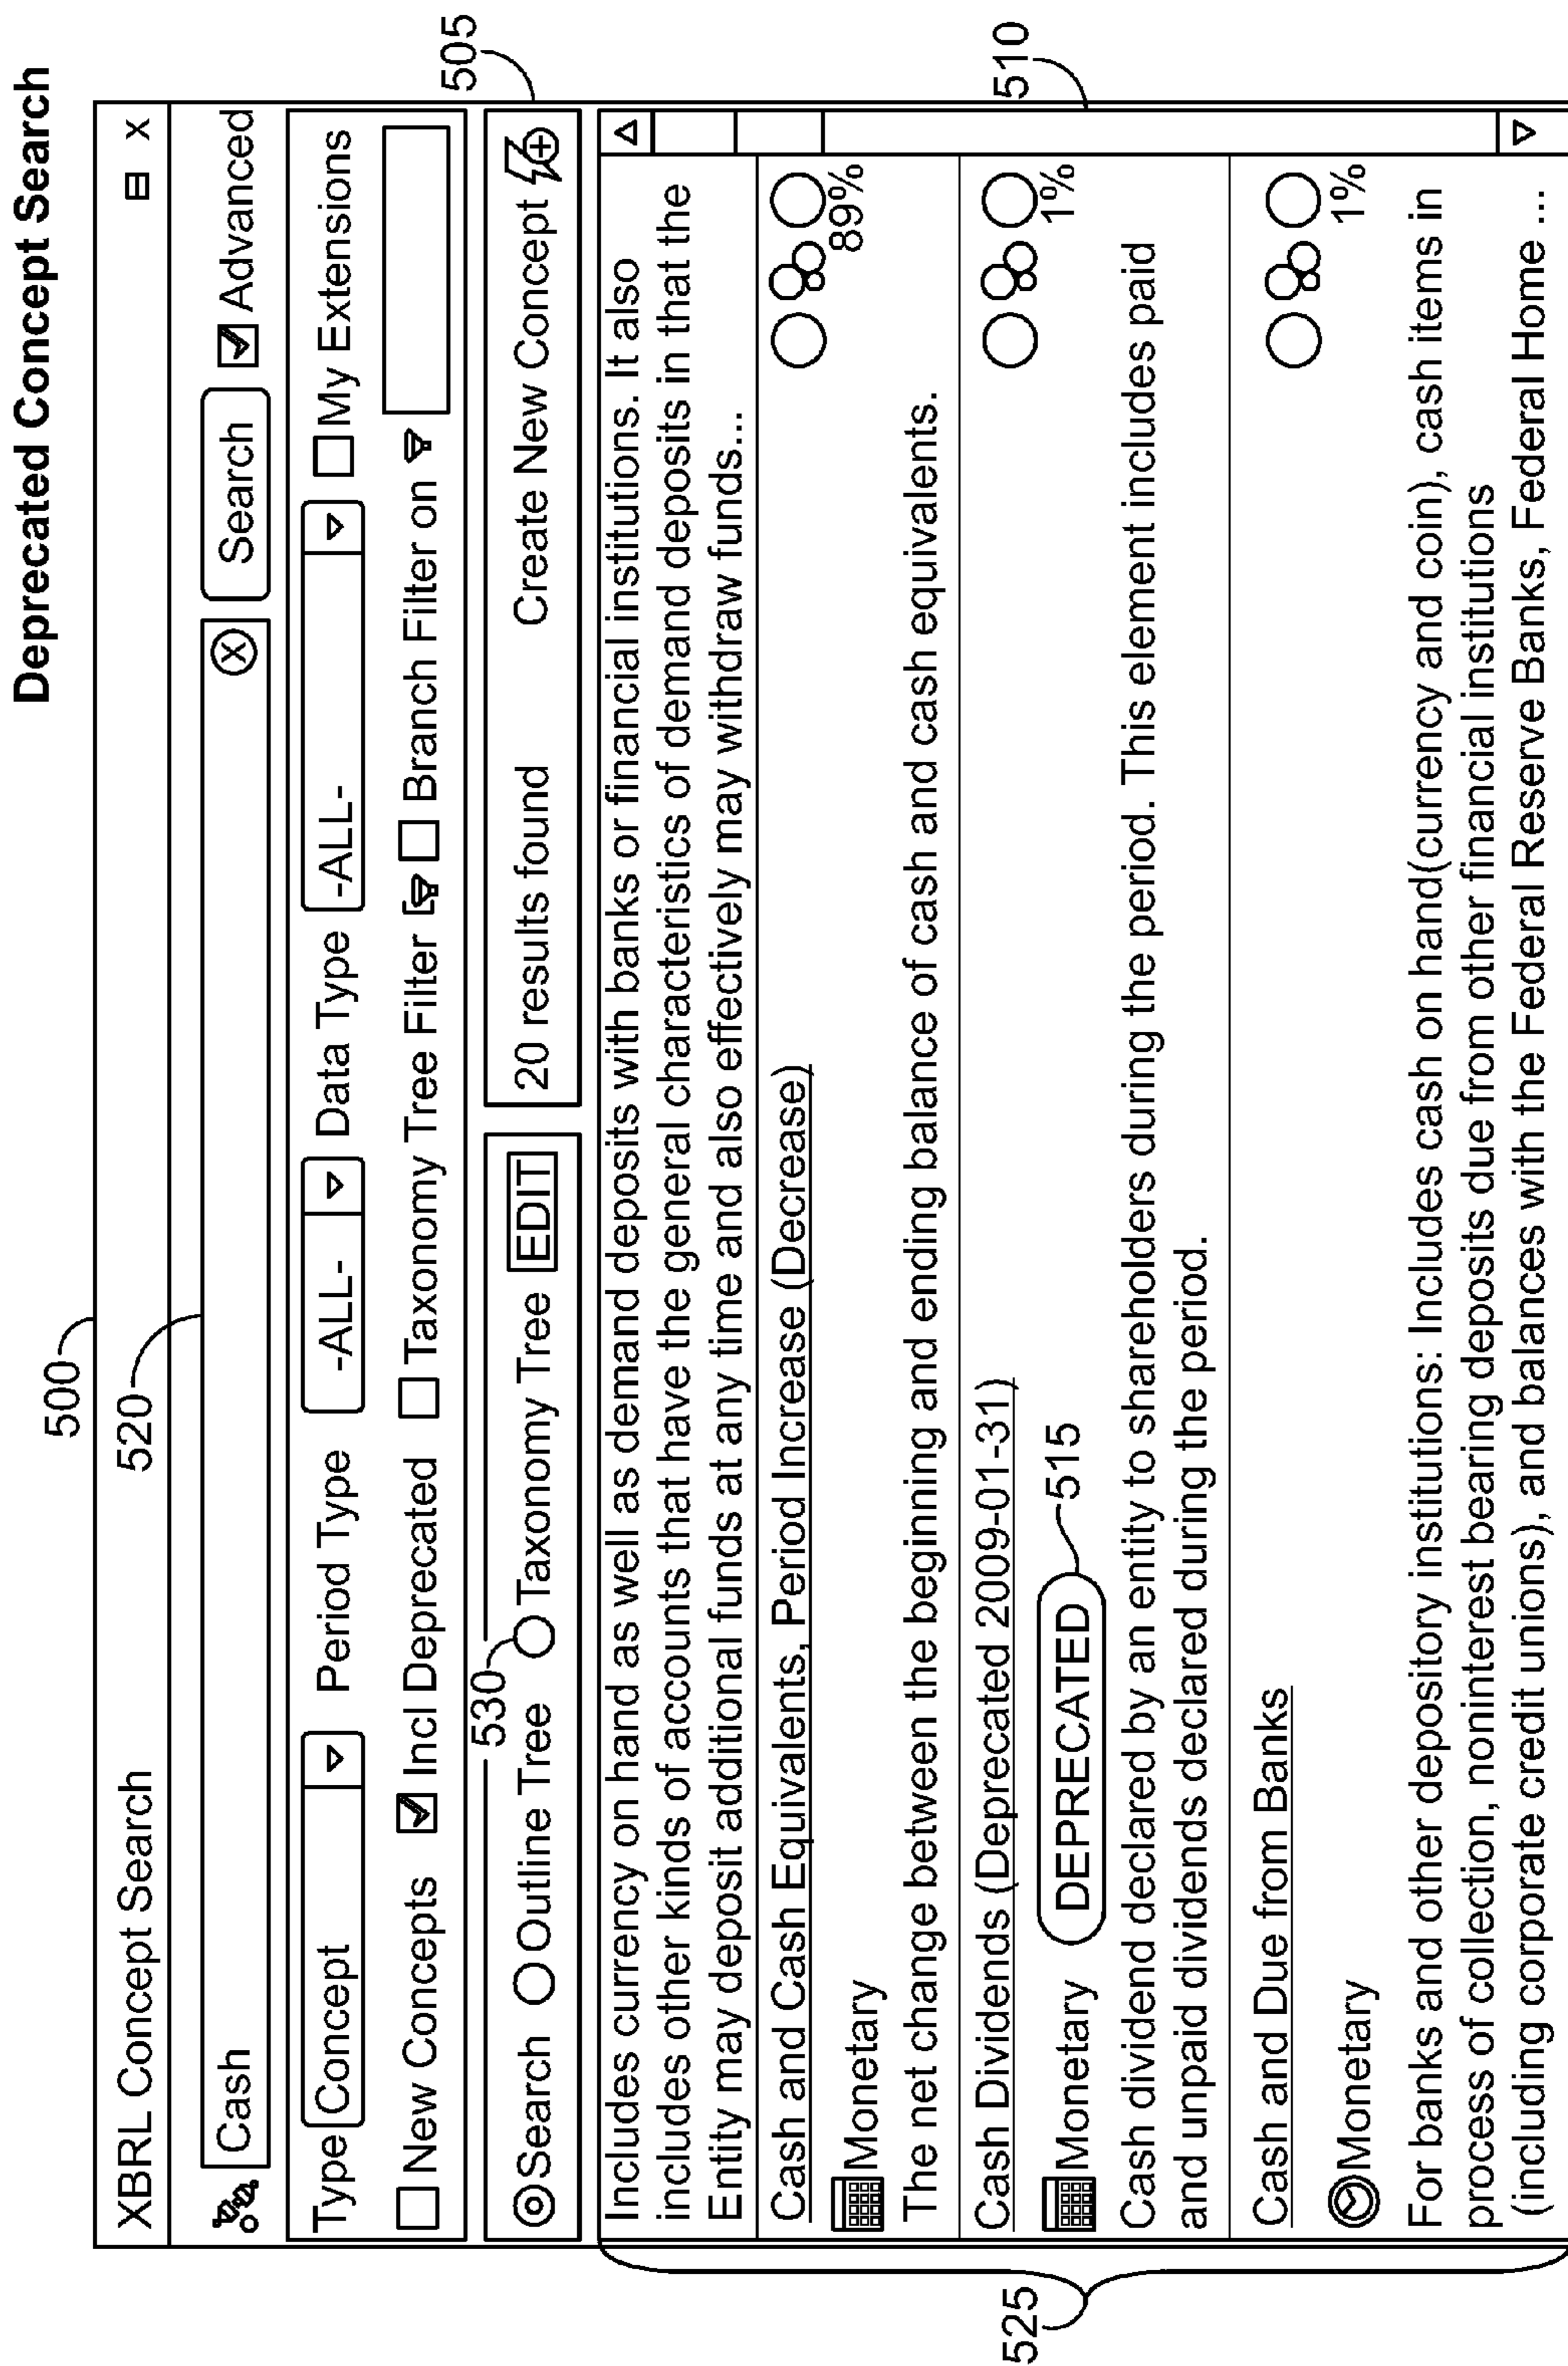 Deprecated Concept Search
500
XBRL Concept Search X
520
Cash X Search Advanced
Type Concept Period Type -ALL- Data Type -ALL- My Extensions
New Concepts Incl Deprecated Taxonomy Tree Filter Branch Filter on
505
530
Search Outline Tree Taxonomy Tree EDIT 20 results found Create New Concept
Includes currency on hand as well as demand deposits with banks or financial institutions. It also
includes other kinds of accounts that have the general characteristics of demand deposits in that the
Entity may deposit additional funds at any time and also effectively may withdraw funds...
Cash and Cash Equivalents, Period Increase (Decrease)
Monetary 89%
The net change between the beginning and ending balance of cash and cash equivalents.
510
525
Cash Dividends (Deprecated 2009-01-31)
Monetary DEPRECATED 515 1%
Cash dividend declared by an entity to shareholders during the period. This element includes paid
and unpaid dividends declared during the period.
Cash and Due from Banks
Monetary 1%
For banks and other depository institutions: Includes cash on hand(currency and coin), cash items in
process of collection, noninterest bearing deposits due from other financial institutions
(including corporate credit unions), and balances with the Federal Reserve Banks, Federal Home ...